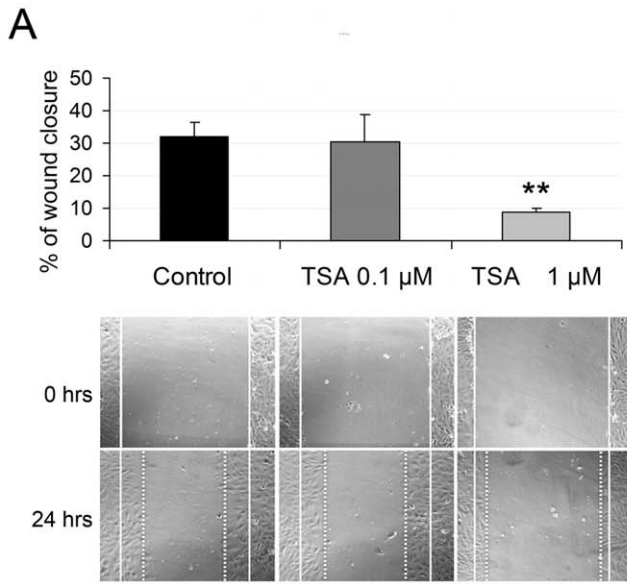 A
% of wound closure
50
40
30
20
10
0
**
Control
TSA 0.1 µM
TSA 1 µM
0 hrs
24 hrs